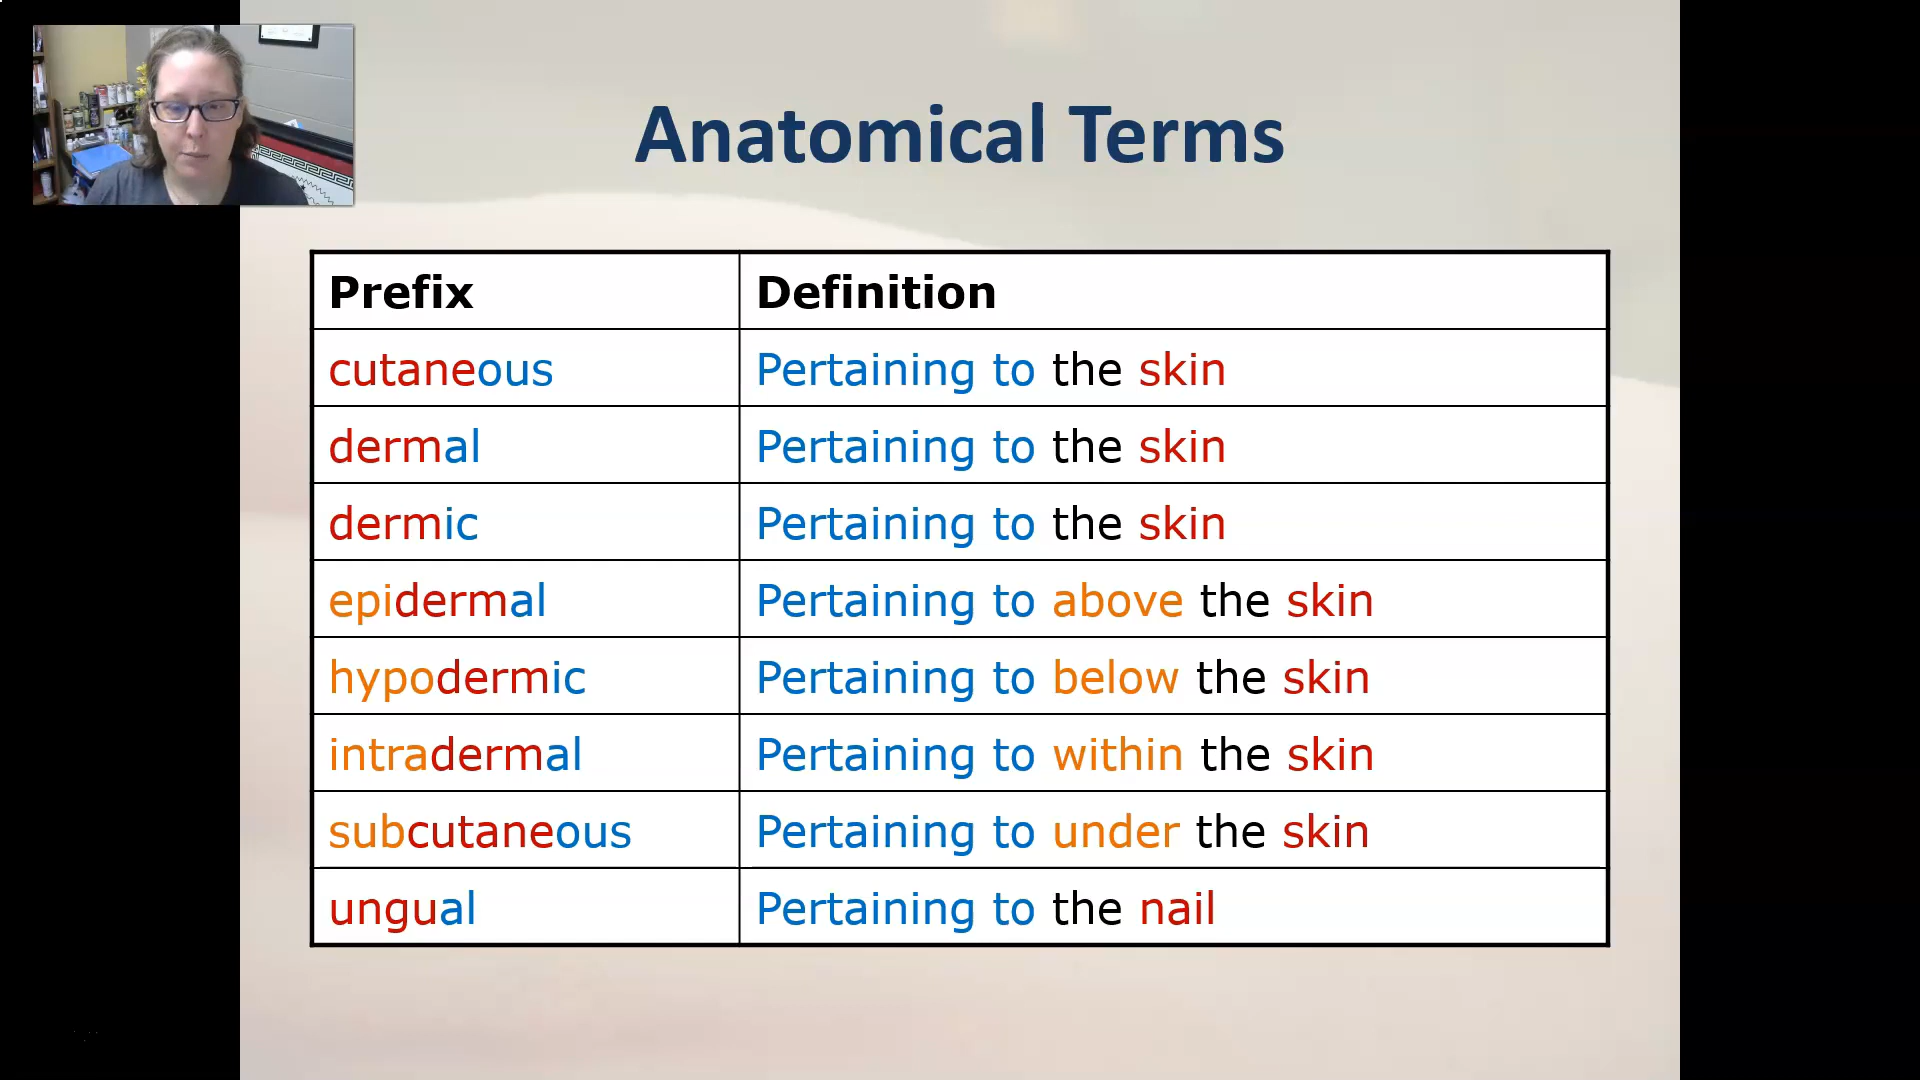 Anatomical Terms
Prefix Definition
cutaneous Pertaining to the skin
dermal Pertaining to the skin
dermic Pertaining to the skin
epidermal Pertaining to above the skin
hypodermic Pertaining to below the skin
intradermal Pertaining to within the skin
subcutaneous Pertaining to under the skin
ungual Pertaining to the nail